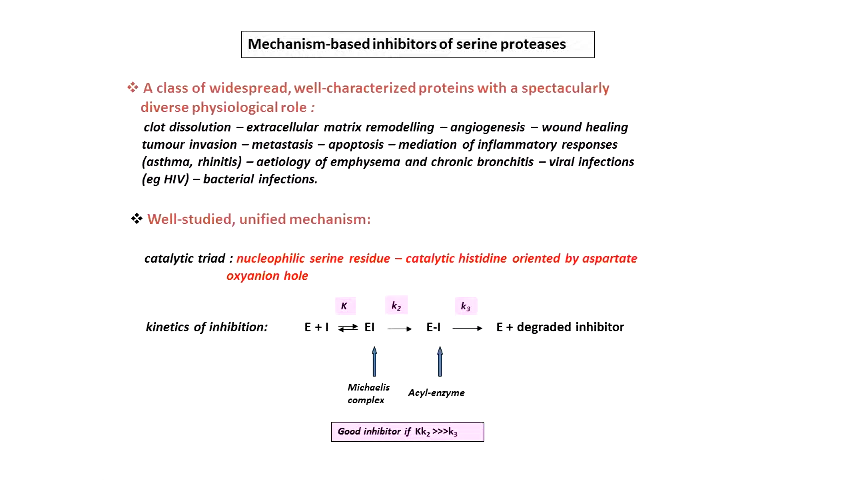 Mechanism-based inhibitors of serine proteases
❖ A class of widespread, well-characterized proteins with a spectacularly
diverse physiological role :
clot dissolution – extracellular matrix remodelling – angiogenesis – wound healing
tumour invasion – metastasis – apoptosis – mediation of inflammatory responses
(asthma, rhinitis) – aetiology of emphysema and chronic bronchitis – viral infections
(eg HIV) – bacterial infections.
❖ Well-studied, unified mechanism:
catalytic triad : nucleophilic serine residue – catalytic histidine oriented by aspartate
oxyanion hole
K k₂ k₃
kinetics of inhibition: E + I ⇌ EI → E-I → E + degraded inhibitor
Michaelis
complex
Acyl-enzyme
Good inhibitor if Kk₂ >>>k₃